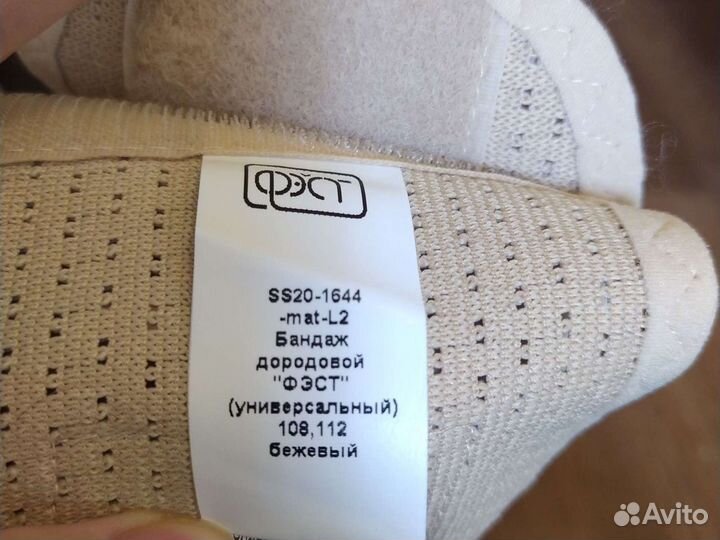 ФЭСТ
SS20-1644
-mat-L2
Бандаж
дородовой
"ФЭСТ"
(универсальный)
108,112
бежевый
Avito